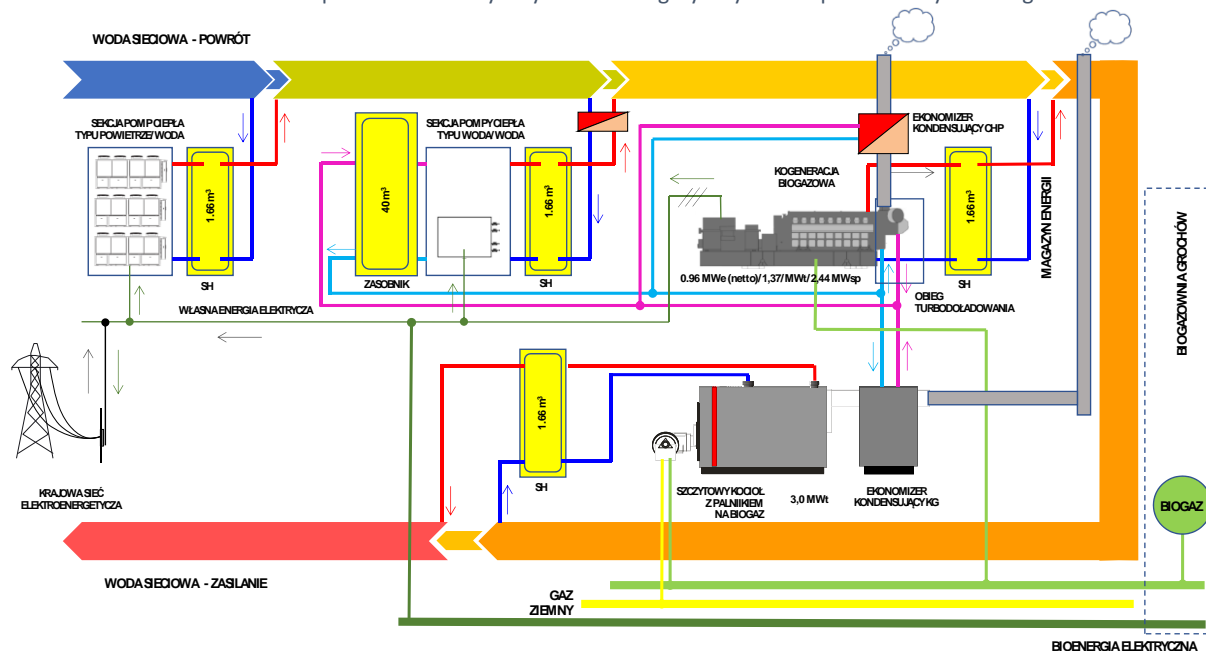 WODA SIECIOWA - POWRÓT
SEKCJA POMP CIEPŁA
TYPU POWIETRZE/WODA
1.66 m³
SH
40 m³
ZASOBNIK
SEKCJA POMPY CIEPŁA
TYPU WODA/WODA
1.66 m³
SH
EKONOMIZER
KONDENSUJĄCY CHP
KOGENERACJA
BIOGAZOWA
0.96 MWe (netto)/ 1,37/ MWt/ 2,44 MWsp
1.66 m³
SH
OBIEG
TURBODOŁADOWANIA
MAGAZYN ENERGII
BIOGAZOWNIA GROCHÓW
WŁASNA ENERGIA ELEKTRYCZA
1.66 m³
SH
KRAJOWA SIEĆ
ELEKTROENERGETYCZA
SZCZYTOWY KOCIOŁ
Z PALNIIKIEM
NA BIOGAZ
3,0 MWt
EKONOMIZER
KONDENSUJĄCY KG
BIOGAZ
WODA SIECIOWA - ZASILANIE
GAZ
ZIEMNY
BIOENERGIA ELEKTRYCZNA